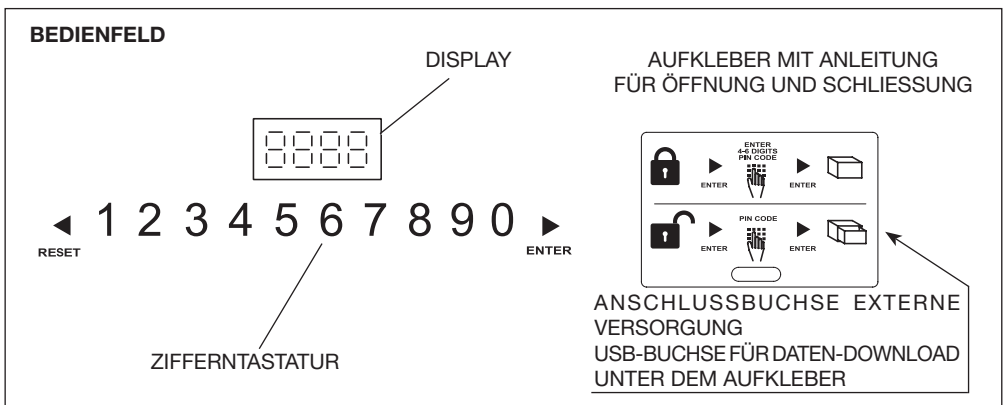 BEDIENFELD
DISPLAY
AUFKLEBER MIT ANLEITUNG
FÜR ÖFFNUNG UND SCHLIESSUNG
8888
◄ 1 2 3 4 5 6 7 8 9 0 ►
RESET
ENTER
ZIFFERNTASTATUR
ENTER
4-6 DIGITS
PIN CODE
ENTER
ENTER
PIN CODE
ENTER
ENTER
ANSCHLUSSBUCHSE EXTERNE
VERSORGUNG
USB-BUCHSE FÜR DATEN-DOWNLOAD
UNTER DEM AUFKLEBER